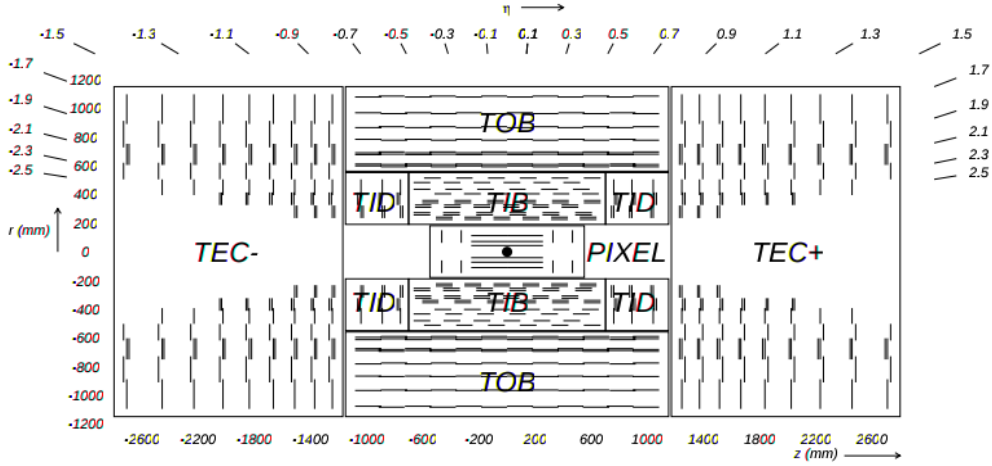 η
-1.5 -1.3 -1.1 -0.9 -0.7 -0.5 -0.3 -0.1 0.1 0.3 0.5 0.7 0.9 1.1 1.3 1.5
-1.7 1.7
1200
-1.9 1000 1.9
-2.1 800 2.1
-2.3 600 2.3
-2.5 2.5
400
200
r (mm)
0
-200
-400
-600
-800
-1000
-1200
TOB
TID TIB TID
TEC- PIXEL TEC+
TID TIB TID
TOB
-2600 -2200 -1800 -1400 -1000 -600 -200 200 600 1000 1400 1800 2200 2600
z (mm)